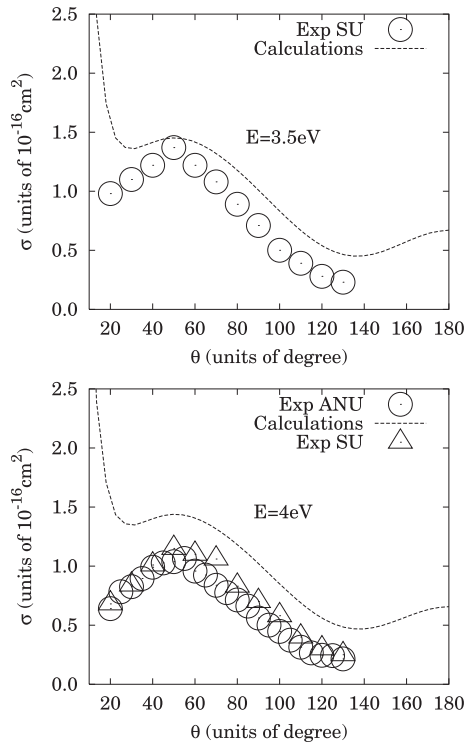 2.5
2.0
1.5
1.0
0.5
0.0
σ (units of 10-16cm2)
Exp SU
Calculations
E=3.5eV
20 40 60 80 100 120 140 160 180
θ (units of degree)
2.5
2.0
1.5
1.0
0.5
0.0
σ (units of 10-16cm2)
Exp ANU
Calculations
Exp SU
E=4eV
20 40 60 80 100 120 140 160 180
θ (units of degree)